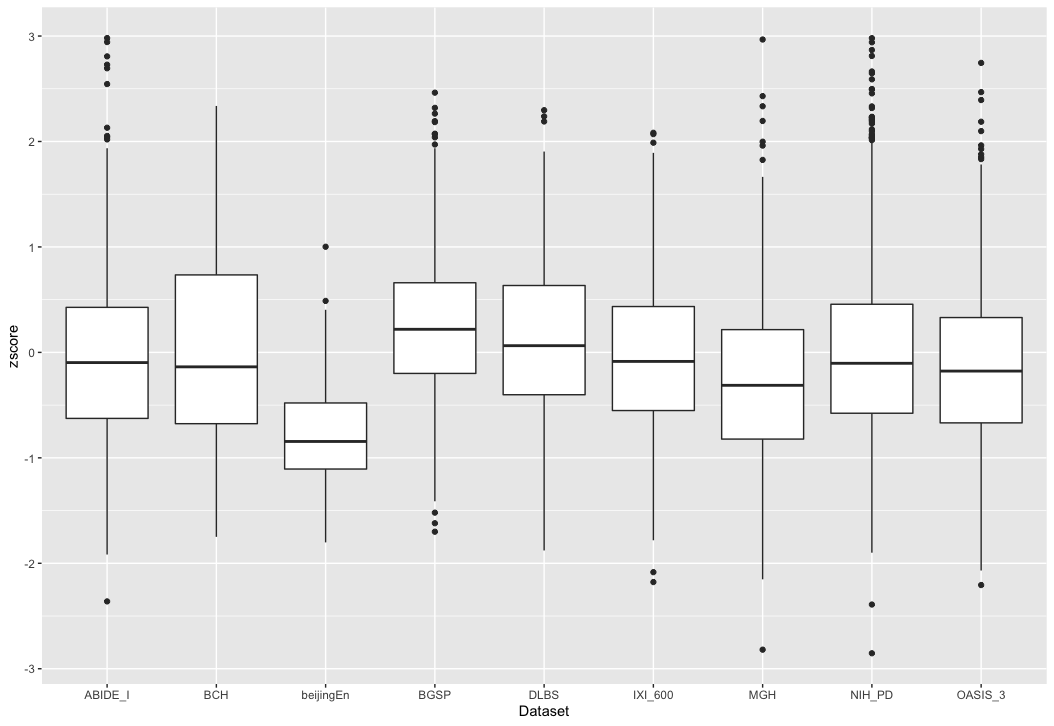 3
2
1
0
-1
-2
-3
zscore
ABIDE_I BCH beijingEn BGSP DLBS IXI_600 MGH NIH_PD OASIS_3
Dataset